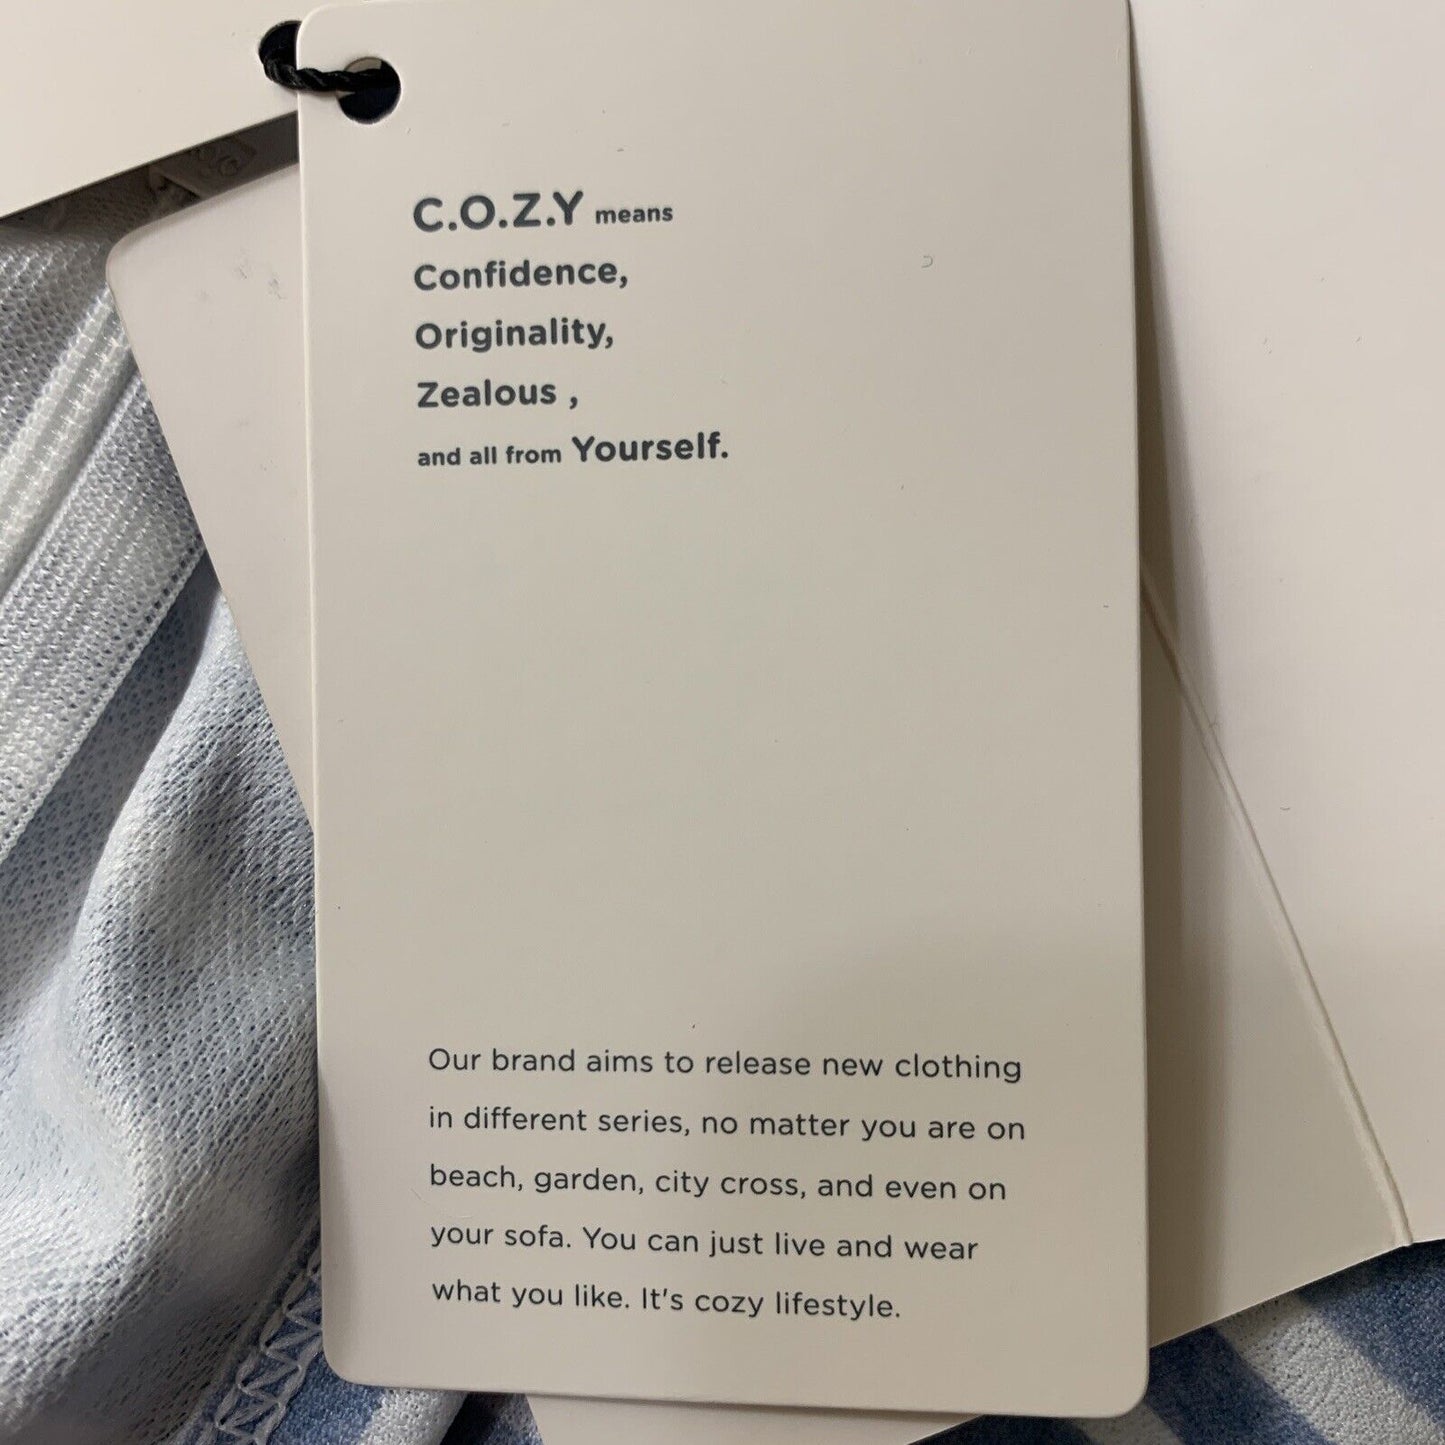 C.O.Z.Y means
Confidence,
Originality,
Zealous ,
and all from Yourself.
Our brand aims to release new clothing
in different series, no matter you are on
beach, garden, city cross, and even on
your sofa. You can just live and wear
what you like. It's cozy lifestyle.